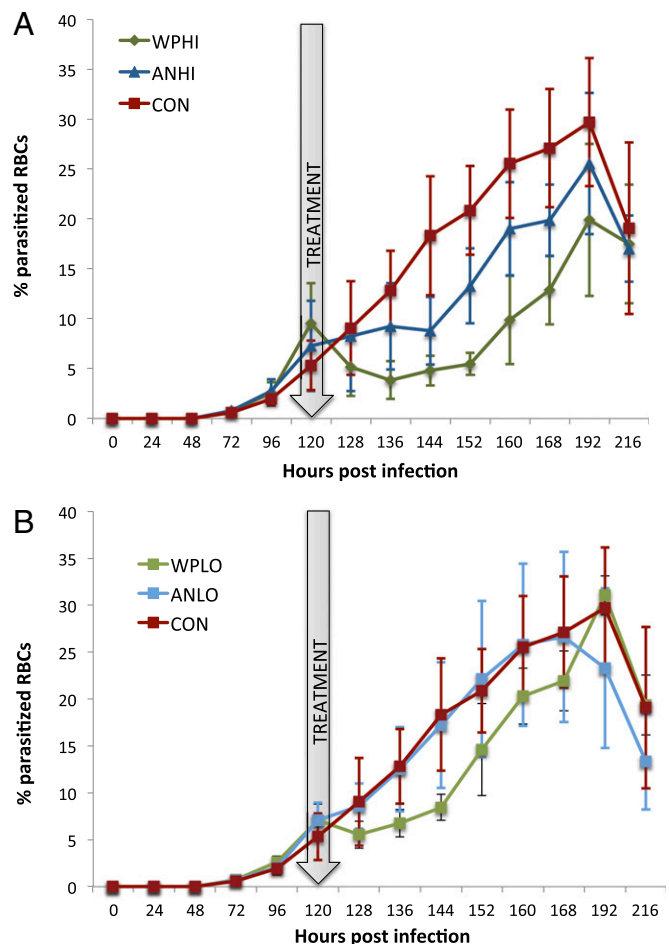 A
40
35
30
25
20
15
10
5
0
% parasitized RBCs
WPHI
ANHI
CON
TREATMENT
0 24 48 72 96 120 128 136 144 152 160 168 192 216
Hours post infection
B
40
35
30
25
20
15
10
5
0
% parasitized RBCs
WPLO
ANLO
CON
TREATMENT
0 24 48 72 96 120 128 136 144 152 160 168 192 216
Hours post infection